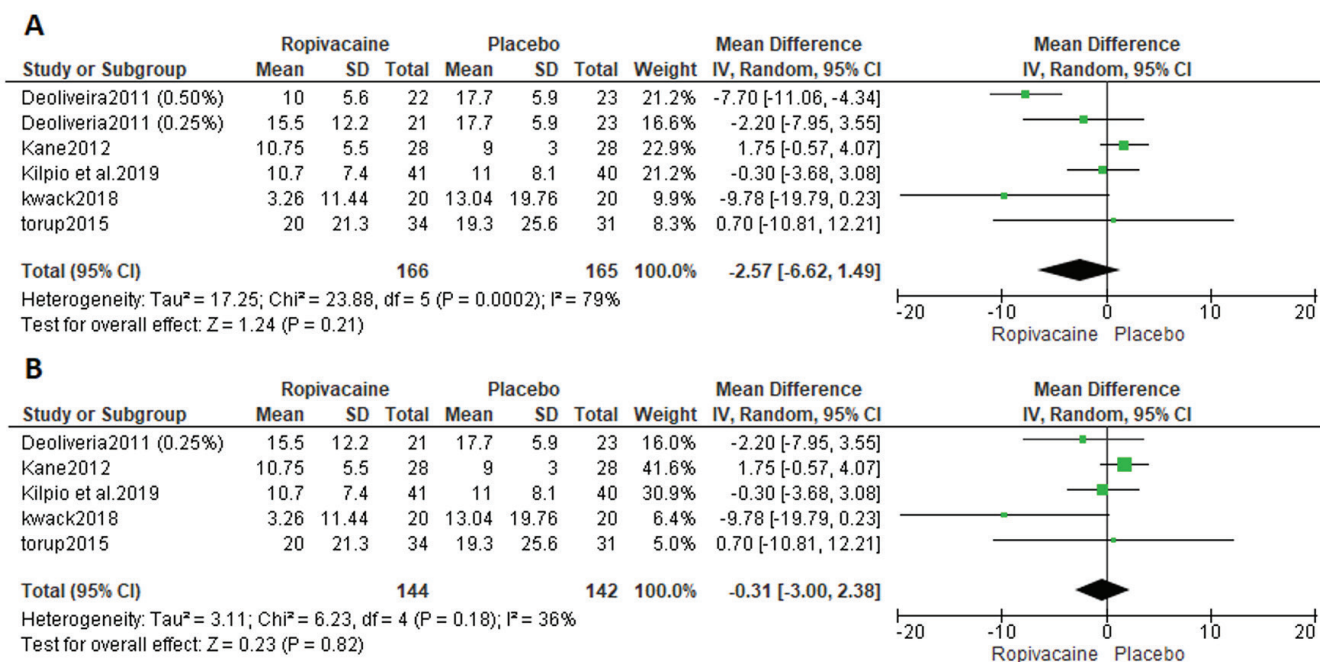 A
Ropivacaine Placebo Mean Difference Mean Difference
Study or Subgroup Mean SD Total Mean SD Total Weight IV, Random, 95% CI IV, Random, 95% CI
Deoliveira2011 (0.50%) 10 5.6 22 17.7 5.9 23 21.2% -7.70 [-11.06, -4.34]
Deoliveria2011 (0.25%) 15.5 12.2 21 17.7 5.9 23 16.6% -2.20 [-7.95, 3.55]
Kane2012 10.75 5.5 28 9 3 28 22.9% 1.75 [-0.57, 4.07]
Kilpio et al.2019 10.7 7.4 41 11 8.1 40 21.2% -0.30 [-3.68, 3.08]
kwack2018 3.26 11.44 20 13.04 19.76 20 9.9% -9.78 [-19.79, 0.23]
torup2015 20 21.3 34 19.3 25.6 31 8.3% 0.70 [-10.81, 12.21]
Total (95% CI) 166 165 100.0% -2.57 [-6.62, 1.49]
Heterogeneity: Tau² = 17.25; Chi² = 23.88, df = 5 (P = 0.0002); I² = 79%
Test for overall effect: Z = 1.24 (P = 0.21)
-20 -10 0 10 20
Ropivacaine Placebo
B
Ropivacaine Placebo Mean Difference Mean Difference
Study or Subgroup Mean SD Total Mean SD Total Weight IV, Random, 95% CI IV, Random, 95% CI
Deoliveria2011 (0.25%) 15.5 12.2 21 17.7 5.9 23 16.0% -2.20 [-7.95, 3.55]
Kane2012 10.75 5.5 28 9 3 28 41.6% 1.75 [-0.57, 4.07]
Kilpio et al.2019 10.7 7.4 41 11 8.1 40 30.9% -0.30 [-3.68, 3.08]
kwack2018 3.26 11.44 20 13.04 19.76 20 6.4% -9.78 [-19.79, 0.23]
torup2015 20 21.3 34 19.3 25.6 31 5.0% 0.70 [-10.81, 12.21]
Total (95% CI) 144 142 100.0% -0.31 [-3.00, 2.38]
Heterogeneity: Tau² = 3.11; Chi² = 6.23, df = 4 (P = 0.18); I² = 36%
Test for overall effect: Z = 0.23 (P = 0.82)
-20 -10 0 10 20
Ropivacaine Placebo